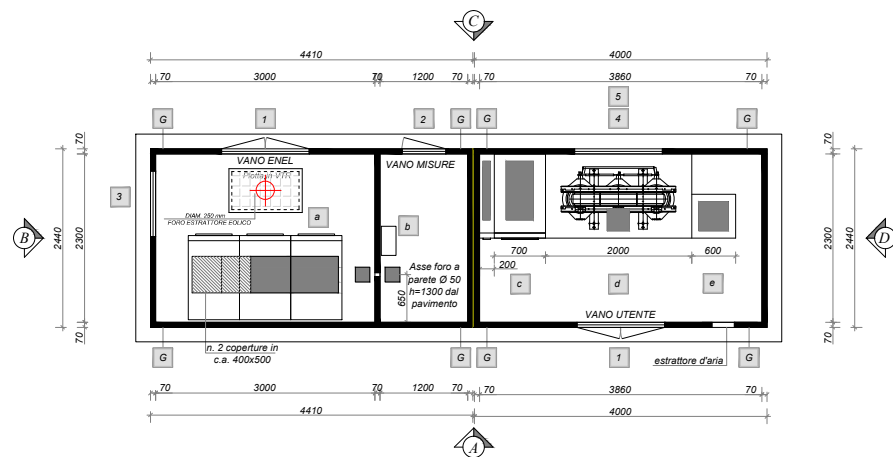 C
4410
4000
70
3000
70
1200
70
70
3860
70
5
G
1
2
G
G
4
G
70
70
VANO ENEL
VANO MISURE
Plotta in VTR
3
a
DIAM. 250 mm
FORO ESTRATTORE EOLICO
b
B
2440
2300
2300
2440
D
700
2000
600
200
Asse foro a
parete Ø 50
h=1300 dal
pavimento
650
c
d
e
VANO UTENTE
70
70
G
n. 2 coperture in
c.a. 400x500
G
G
1
estrattore d'aria
G
70
3000
70
1200
70
70
3860
70
4410
4000
A